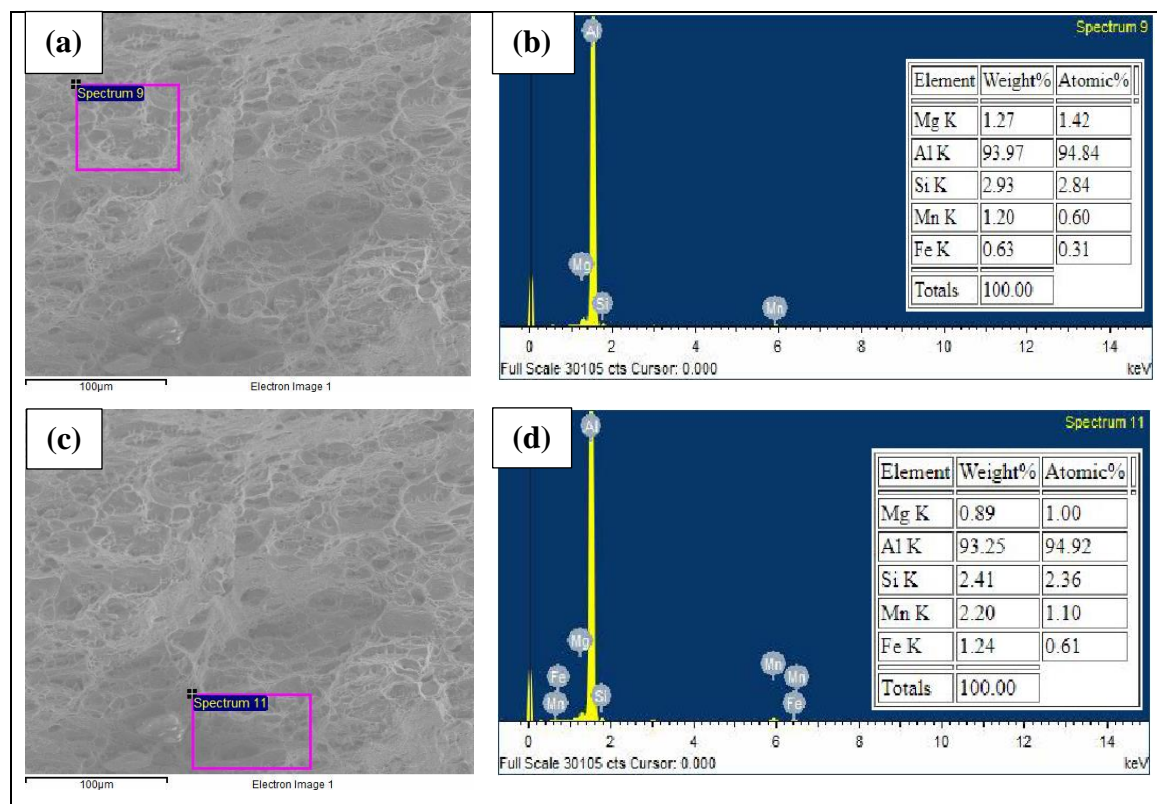 (a)
Spectrum 9
100μm
Electron Image 1
(b)
Spectrum 9
Al
Mg
Si
Mn
Element Weight% Atomic%
Mg K 1.27 1.42
Al K 93.97 94.84
Si K 2.93 2.84
Mn K 1.20 0.60
Fe K 0.63 0.31
Totals 100.00
0 2 4 6 8 10 12 14
Full Scale 30105 cts Cursor: 0.000 keV
(c)
Spectrum 11
100μm
Electron Image 1
(d)
Spectrum 11
Al
Mg
Fe
Mn
Si
Mn
Mn
Fe
Element Weight% Atomic%
Mg K 0.89 1.00
Al K 93.25 94.92
Si K 2.41 2.36
Mn K 2.20 1.10
Fe K 1.24 0.61
Totals 100.00
0 2 4 6 8 10 12 14
Full Scale 30105 cts Cursor: 0.000 keV